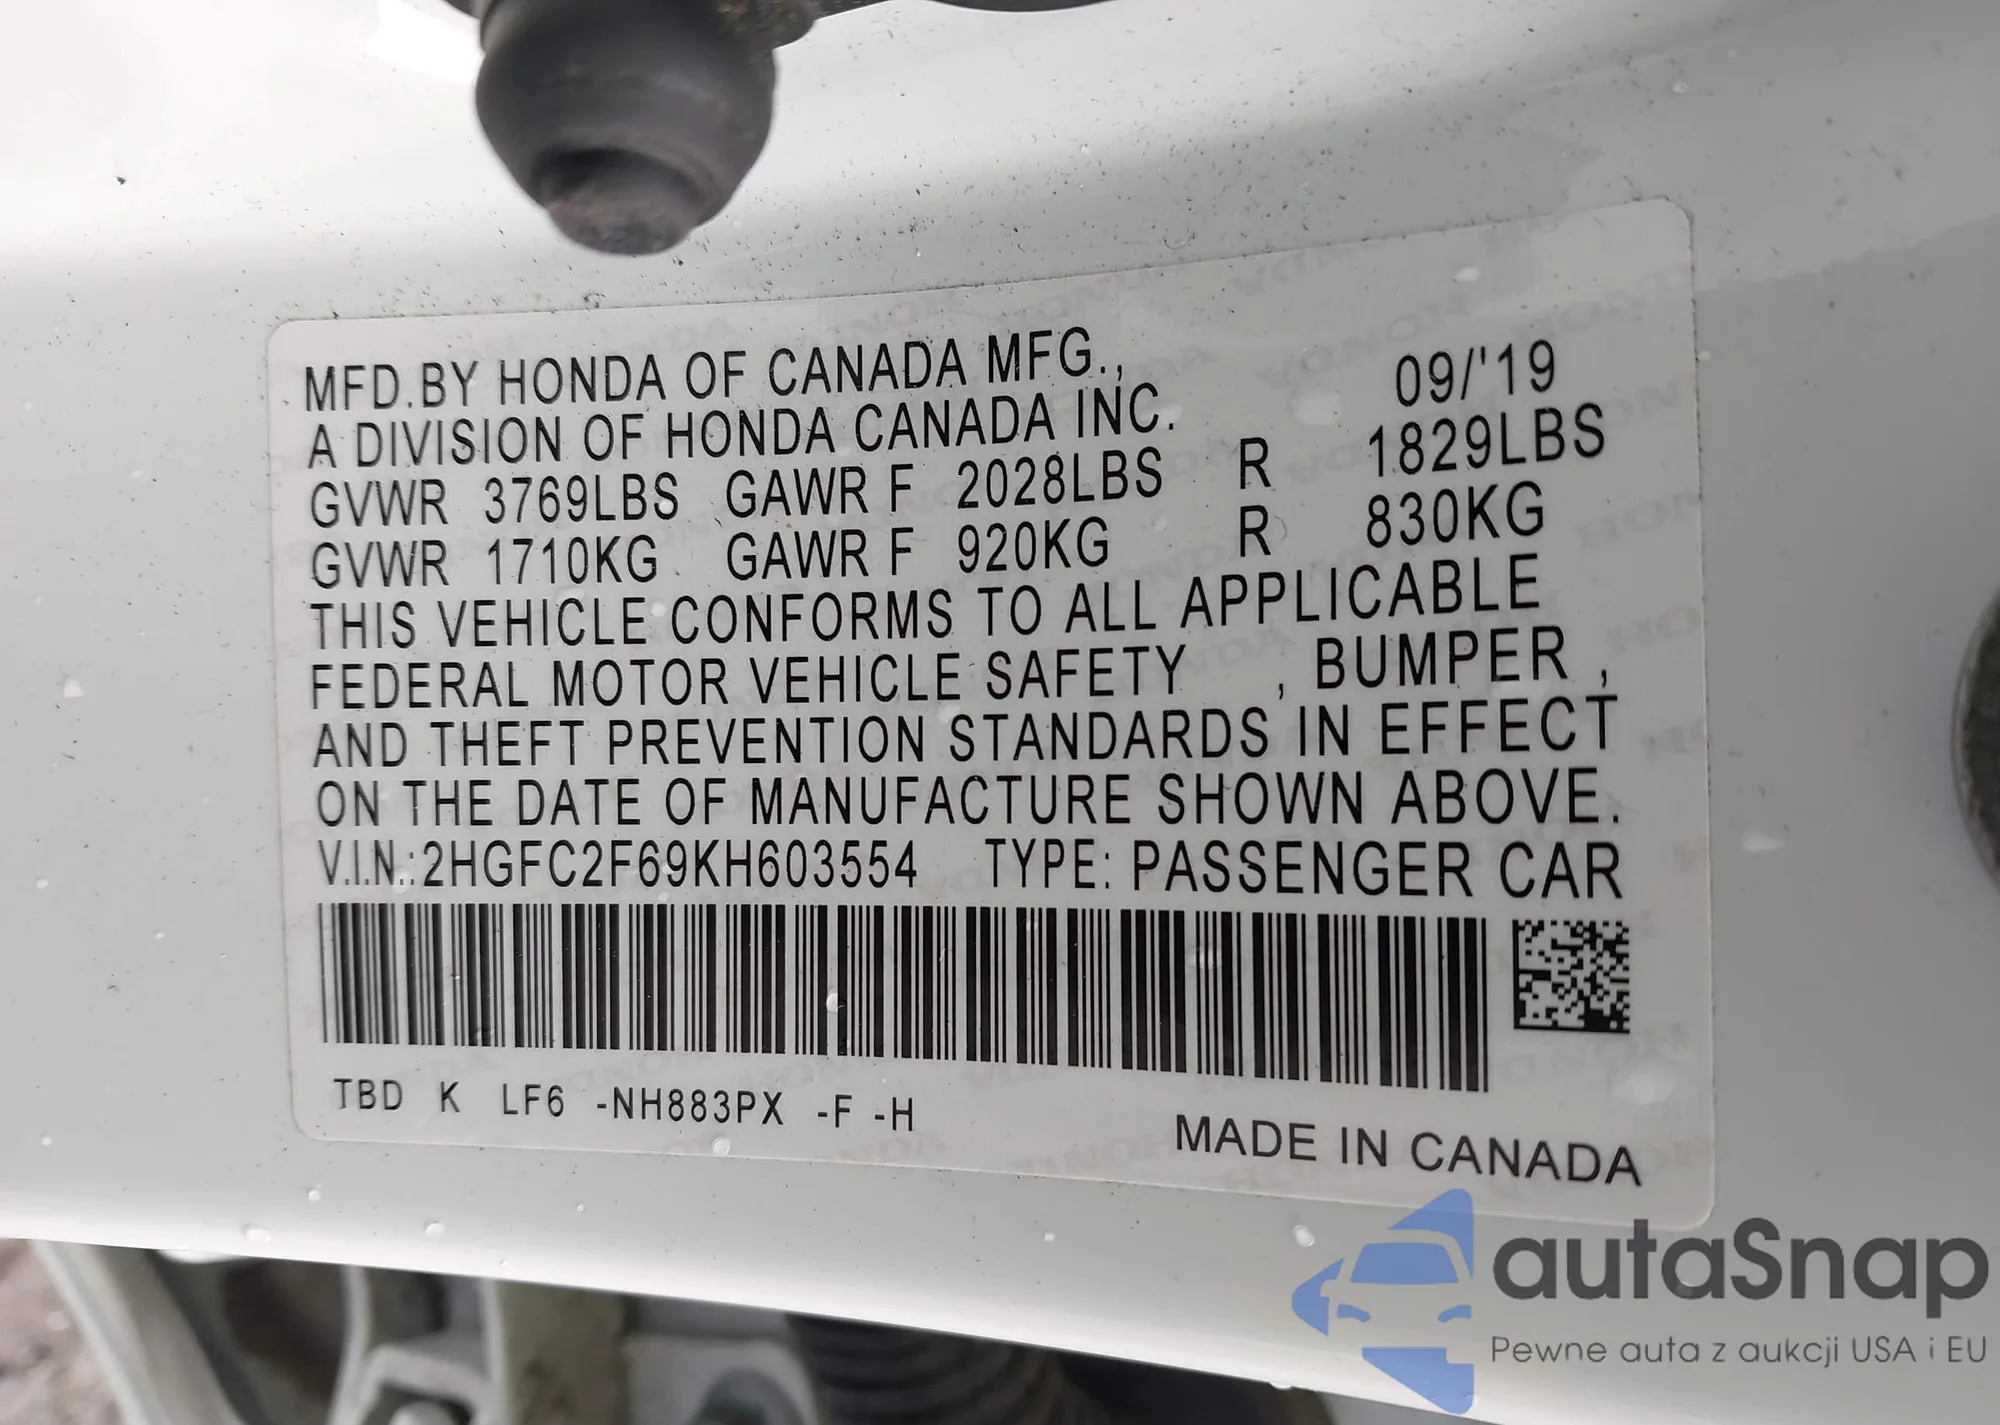 MFD.BY HONDA OF CANADA MFG., 09/'19
A DIVISION OF HONDA CANADA INC.
GVWR 3769LBS GAWR F 2028LBS R 1829LBS
GVWR 1710KG GAWR F 920KG R 830KG
THIS VEHICLE CONFORMS TO ALL APPLICABLE
FEDERAL MOTOR VEHICLE SAFETY , BUMPER ,
AND THEFT PREVENTION STANDARDS IN EFFECT
ON THE DATE OF MANUFACTURE SHOWN ABOVE.
V.I.N.:2HGFC2F69KH603554 TYPE: PASSENGER CAR
TBD K LF6 -NH883PX -F -H
MADE IN CANADA
autaSnap
Pewne auta z aukcji USA i EU